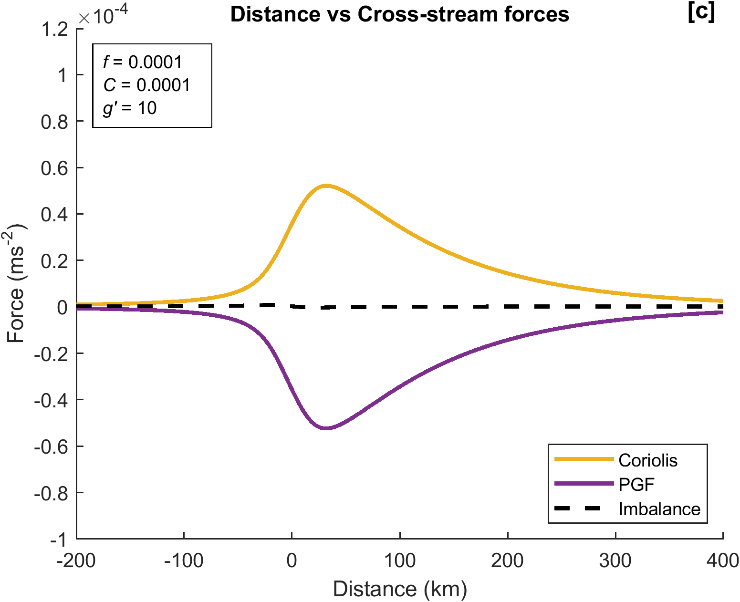 Distance vs Cross-stream forces
[c]
×10-4
f = 0.0001
C = 0.0001
g' = 10
1.2
1
0.8
0.6
0.4
0.2
0
-0.2
-0.4
-0.6
-0.8
-1
Force (ms-2)
Coriolis
PGF
Imbalance
-200 -100 0 100 200 300 400
Distance (km)